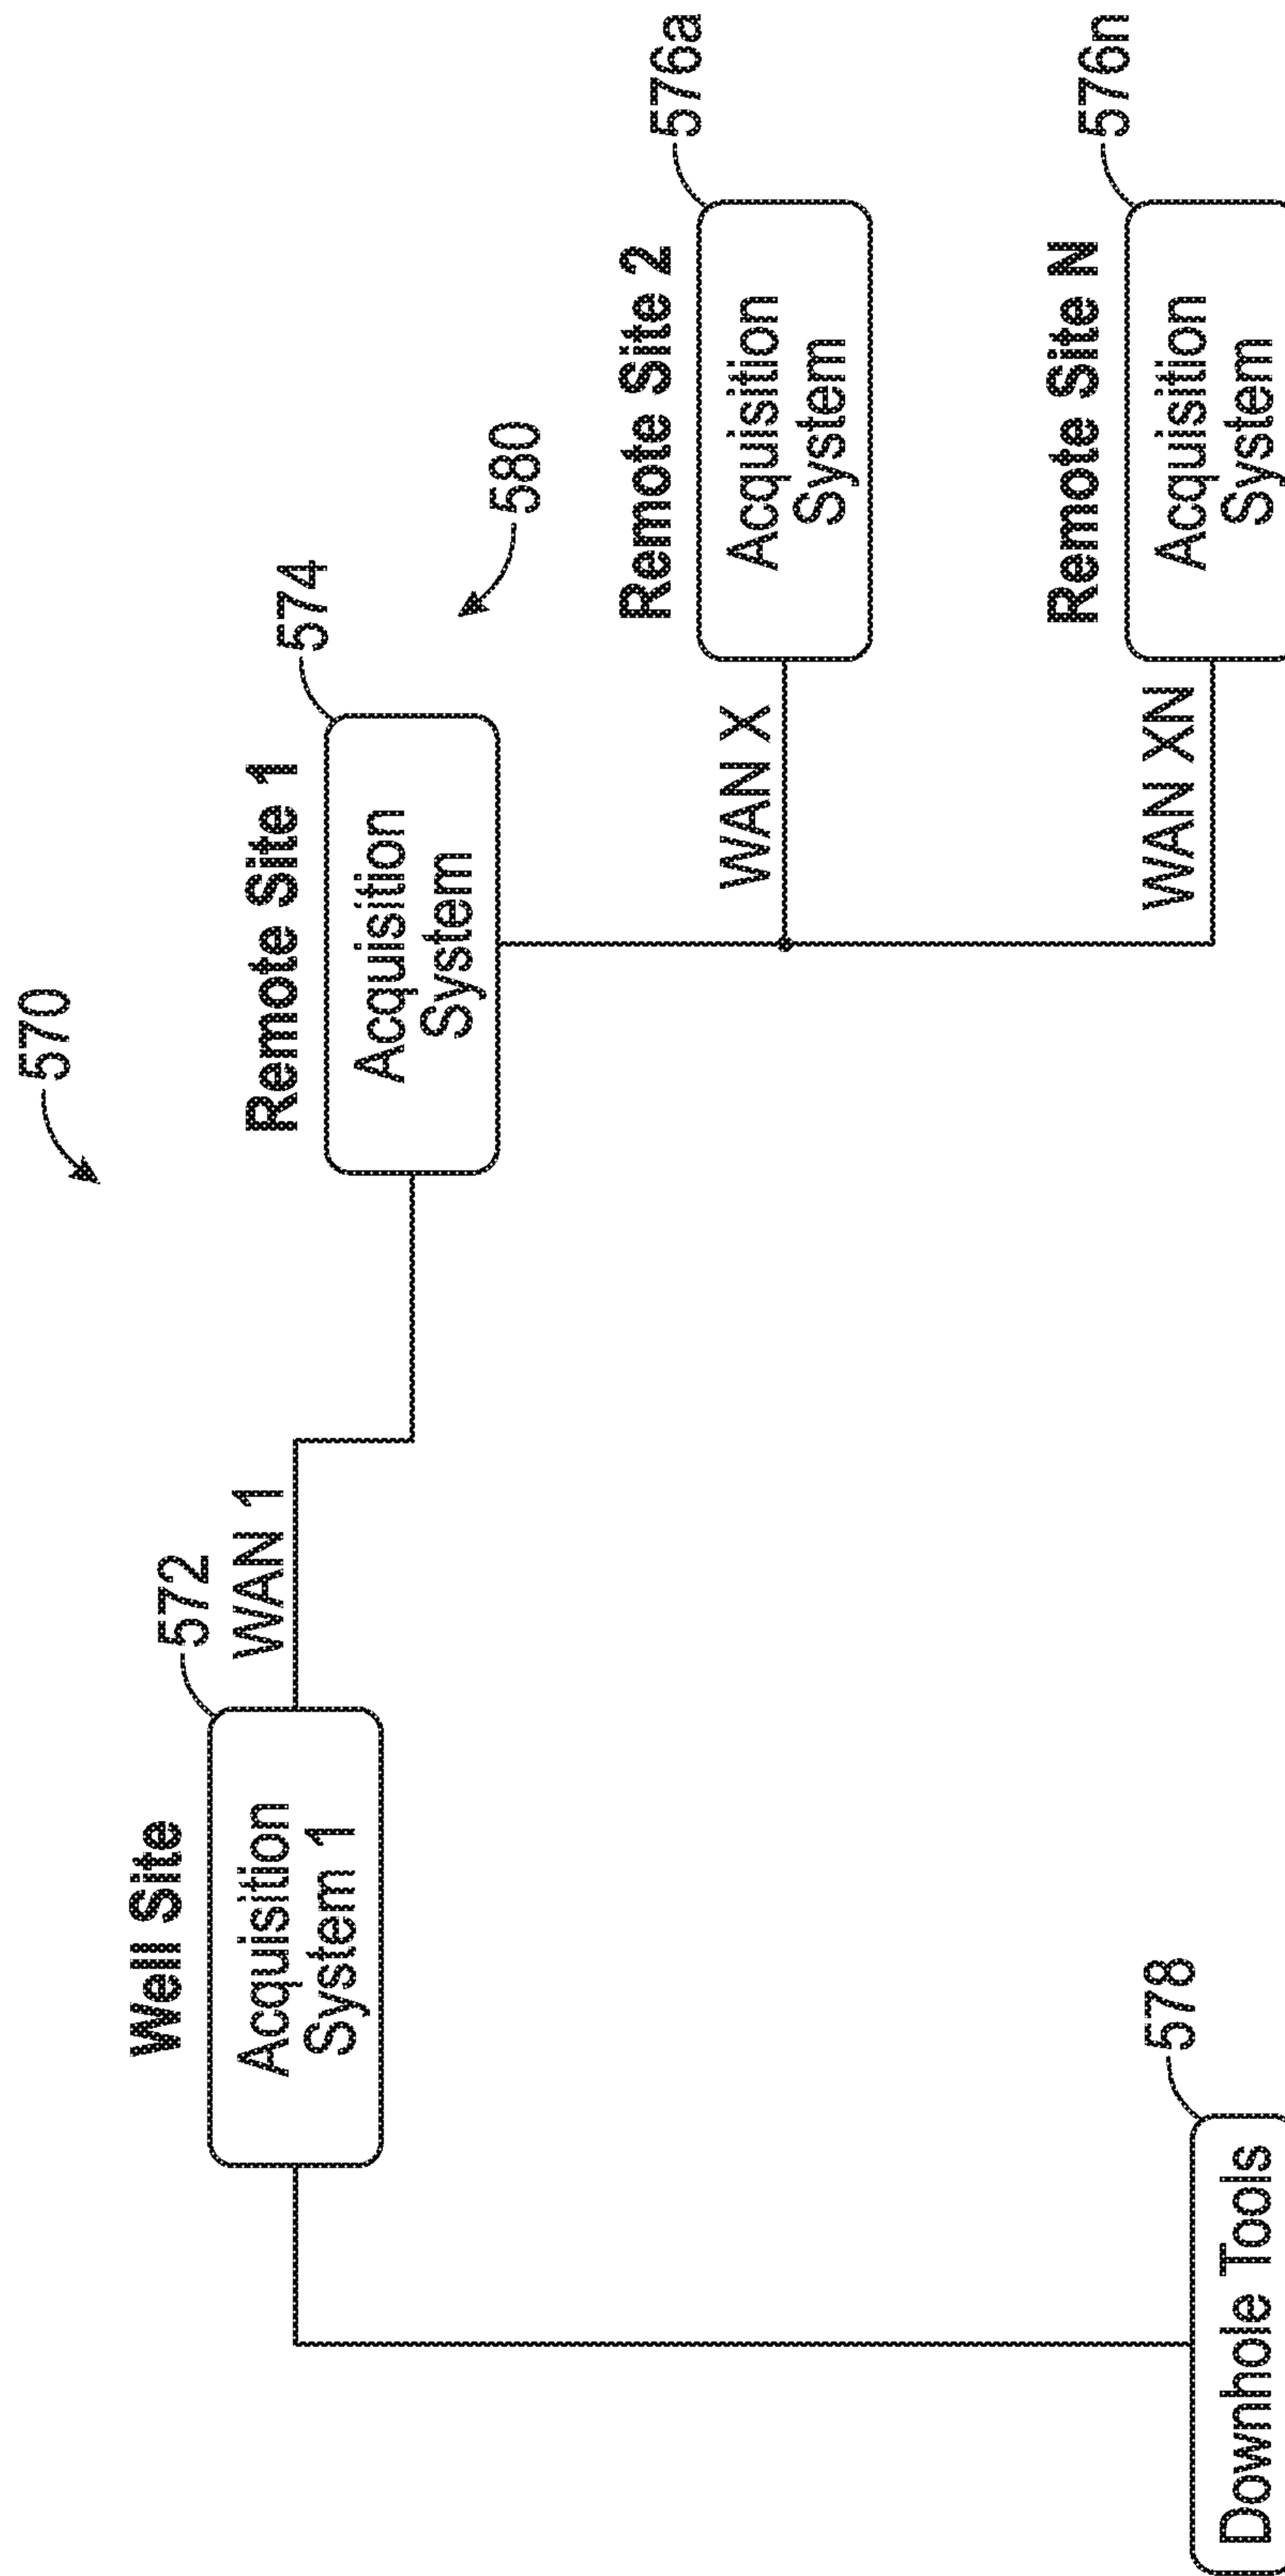 570
Well Site
572
Acquisition
System 1
WAN 1
Remote Site 1
574
Acquisition
System
580
Remote Site 2
576a
Acquisition
System
WAN X
Remote Site N
576n
Acquisition
System
WAN XN
578
Downhole Tools